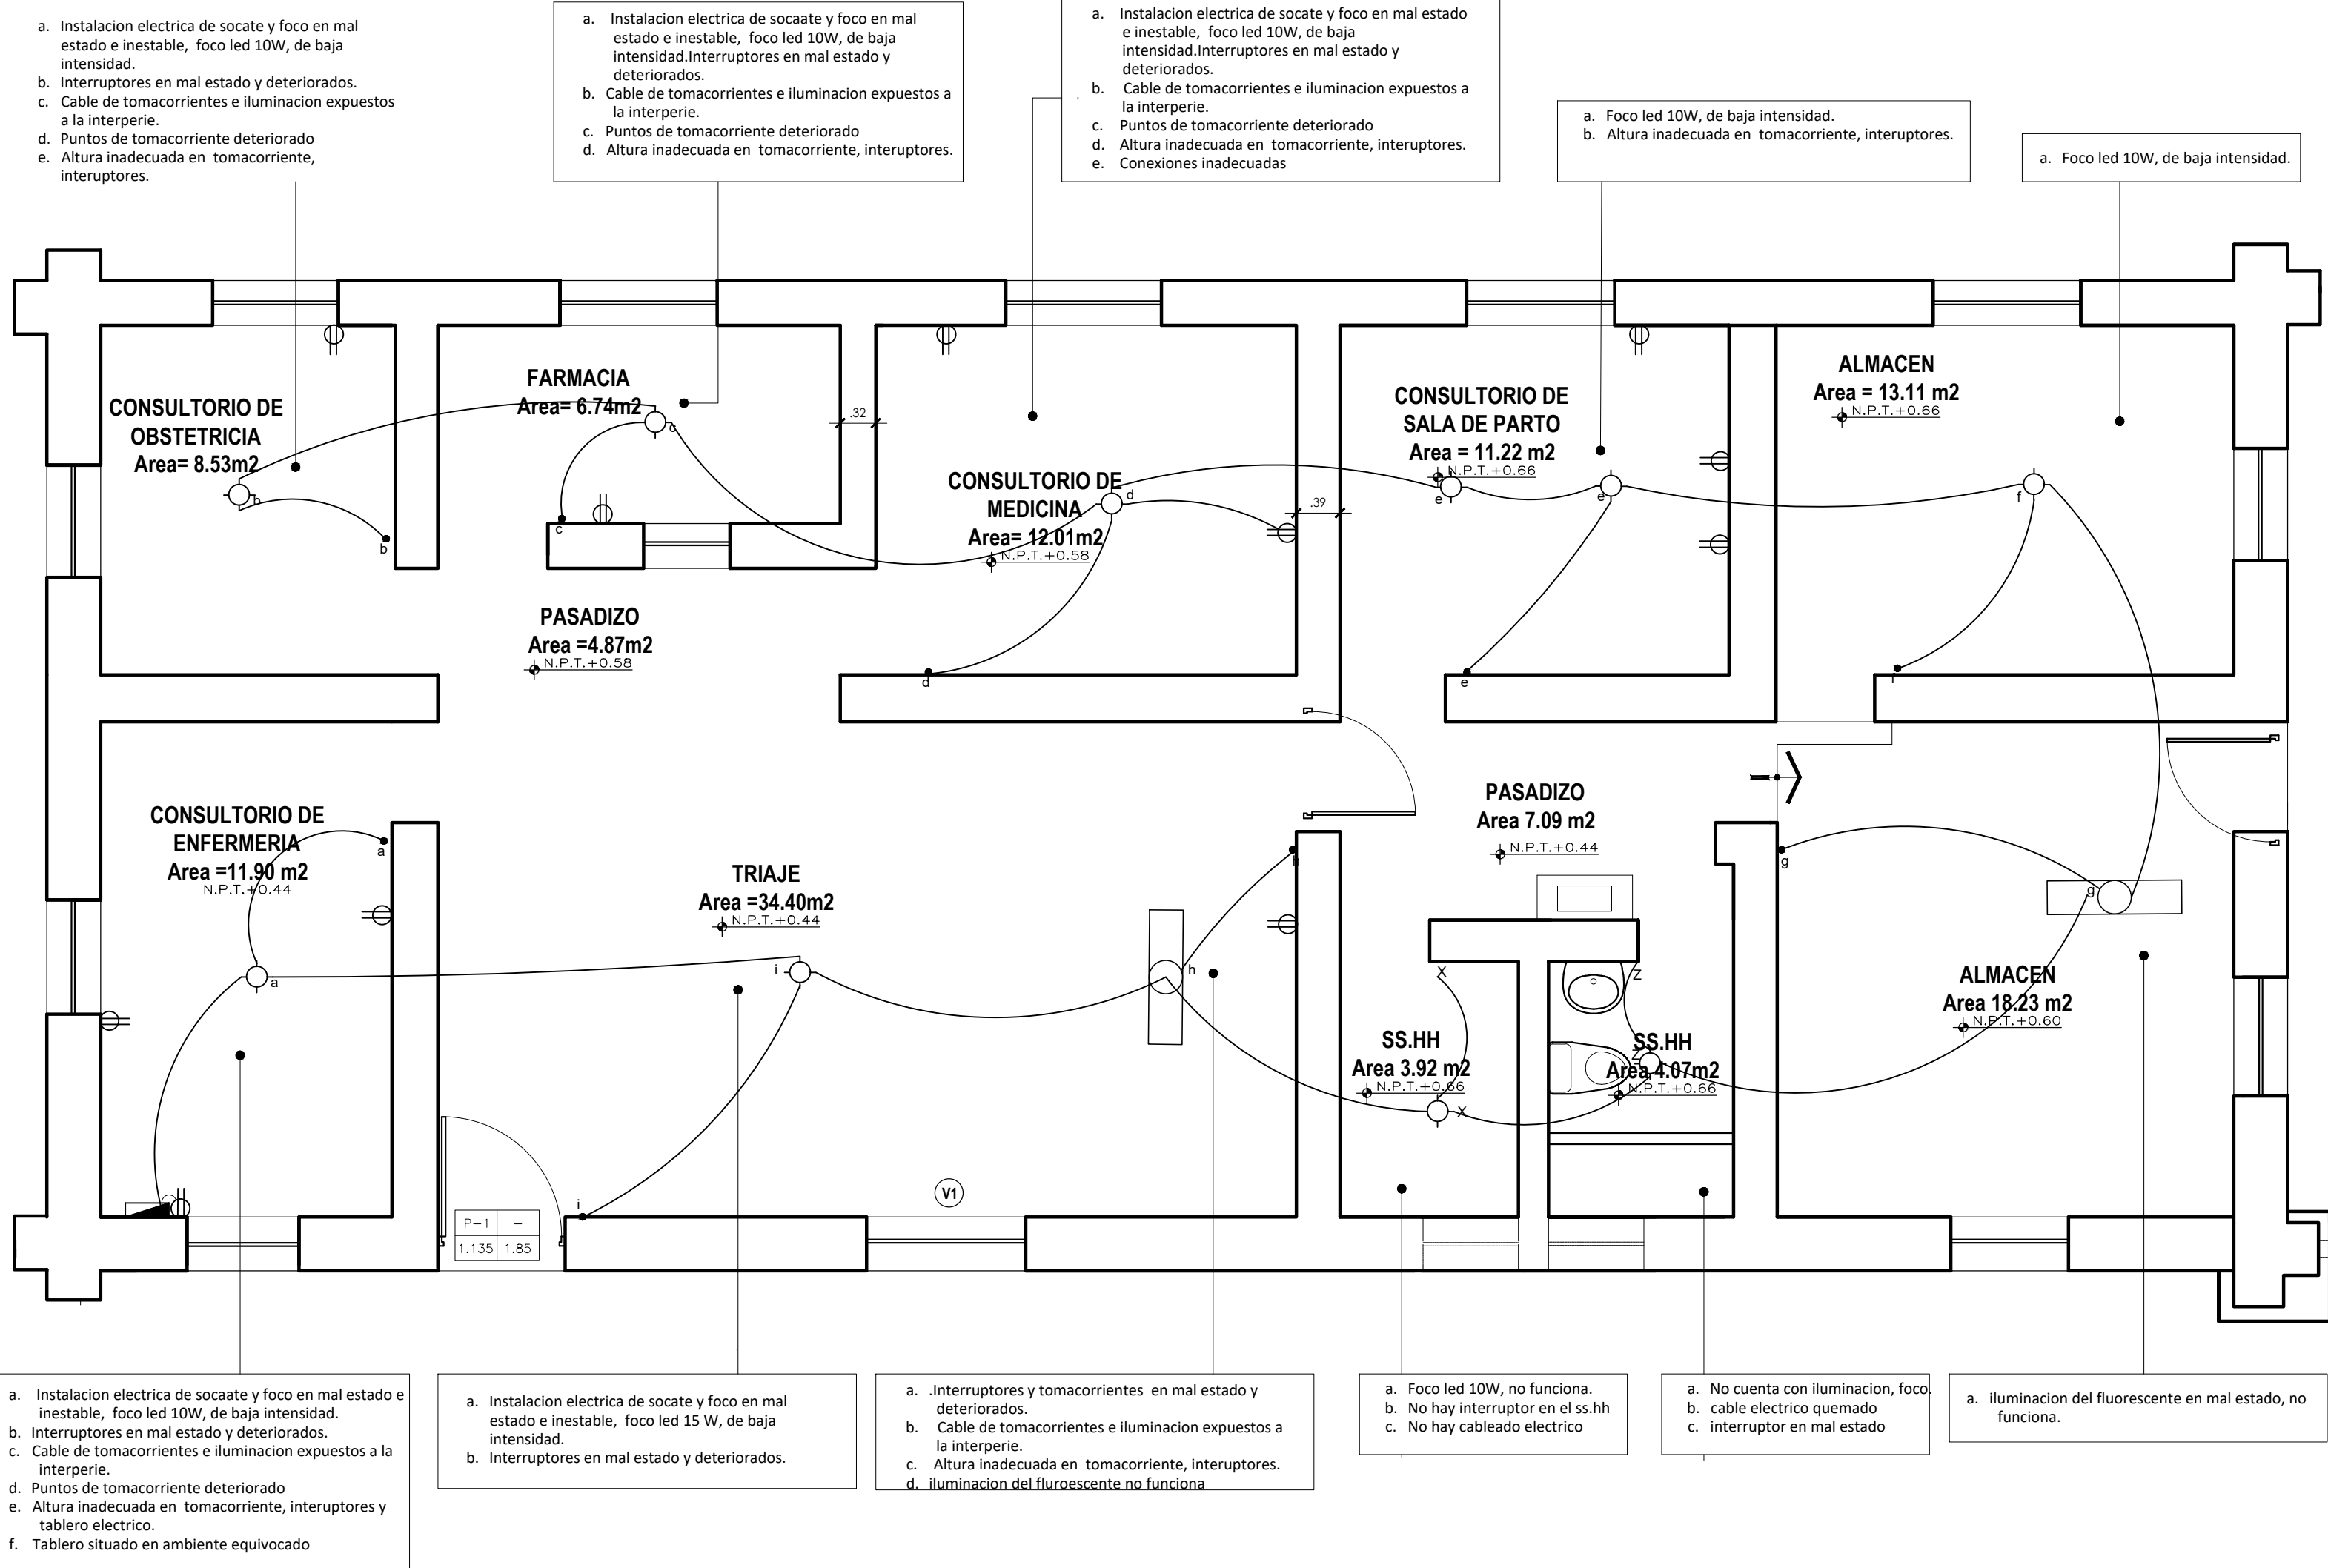 a. Instalacion electrica de socate y foco en mal
estado e inestable, foco led 10W, de baja
intensidad.
b. Interruptores en mal estado y deteriorados.
c. Cable de tomacorrientes e iluminacion expuestos
a la interperie.
d. Puntos de tomacorriente deteriorado
e. Altura inadecuada en tomacorriente,
interuptores.
a. Instalacion electrica de socaate y foco en mal
estado e inestable, foco led 10W, de baja
intensidad.Interruptores en mal estado y
deteriorados.
b. Cable de tomacorrientes e iluminacion expuestos a
la interperie.
c. Puntos de tomacorriente deteriorado
d. Altura inadecuada en tomacorriente, interuptores.
a. Instalacion electrica de socate y foco en mal estado
e inestable, foco led 10W, de baja
intensidad.Interruptores en mal estado y
deteriorados.
b. Cable de tomacorrientes e iluminacion expuestos a
la interperie.
c. Puntos de tomacorriente deteriorado
d. Altura inadecuada en tomacorriente, interuptores.
e. Conexiones inadecuadas
a. Foco led 10W, de baja intensidad.
b. Altura inadecuada en tomacorriente, interuptores.
a. Foco led 10W, de baja intensidad.
CONSULTORIO DE
OBSTETRICIA
Area= 8.53m2
b
b
FARMACIA
Area= 6.74m2
c
c
.32
CONSULTORIO DE
MEDICINA
Area= 12.01m2
N.P.T.+0.58
d
d
.39
CONSULTORIO DE
SALA DE PARTO
Area = 11.22 m2
N.P.T.+0.66
e
e
e
ALMACEN
Area = 13.11 m2
N.P.T.+0.66
f
f
PASADIZO
Area =4.87m2
N.P.T.+0.58
CONSULTORIO DE
ENFERMERIA
Area =11.90 m2
N.P.T.+0.44
a
a
TRIAJE
Area =34.40m2
N.P.T.+0.44
i
i
h
h
PASADIZO
Area 7.09 m2
N.P.T.+0.44
g
g
X
Z
SS.HH
Area 3.92 m2
N.P.T.+0.66
X
SS.HH
Z
Area 4.07m2
N.P.T.+0.66
ALMACEN
Area 18.23 m2
N.P.T.+0.60
V1
P-1 -
1.135 1.85
a. Instalacion electrica de socaate y foco en mal estado e
inestable, foco led 10W, de baja intensidad.
b. Interruptores en mal estado y deteriorados.
c. Cable de tomacorrientes e iluminacion expuestos a la
interperie.
d. Puntos de tomacorriente deteriorado
e. Altura inadecuada en tomacorriente, interuptores y
tablero electrico.
f. Tablero situado en ambiente equivocado
a. Instalacion electrica de socate y foco en mal
estado e inestable, foco led 15 W, de baja
intensidad.
b. Interruptores en mal estado y deteriorados.
a. .Interruptores y tomacorrientes en mal estado y
deteriorados.
b. Cable de tomacorrientes e iluminacion expuestos a
la interperie.
c. Altura inadecuada en tomacorriente, interuptores.
d. iluminacion del fluroescente no funciona
a. Foco led 10W, no funciona.
b. No hay interruptor en el ss.hh
c. No hay cableado electrico
a. No cuenta con iluminacion, foco.
b. cable electrico quemado
c. interruptor en mal estado
a. iluminacion del fluorescente en mal estado, no
funciona.